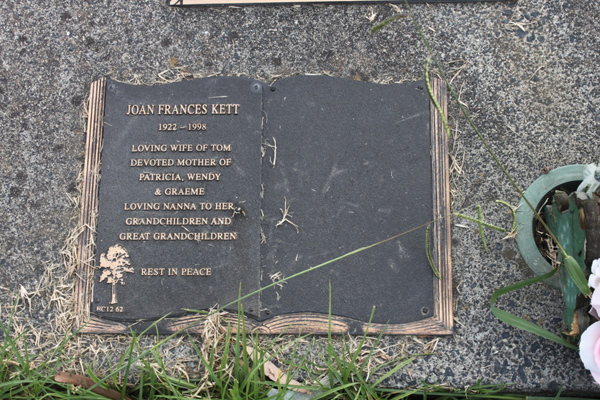 JOAN FRANCES KETT
1922 – 1998
LOVING WIFE OF TOM
DEVOTED MOTHER OF
PATRICIA, WENDY
& GRAEME
LOVING NANNA TO HER
GRANDCHILDREN AND
GREAT GRANDCHILDREN
REST IN PEACE
RC12 62